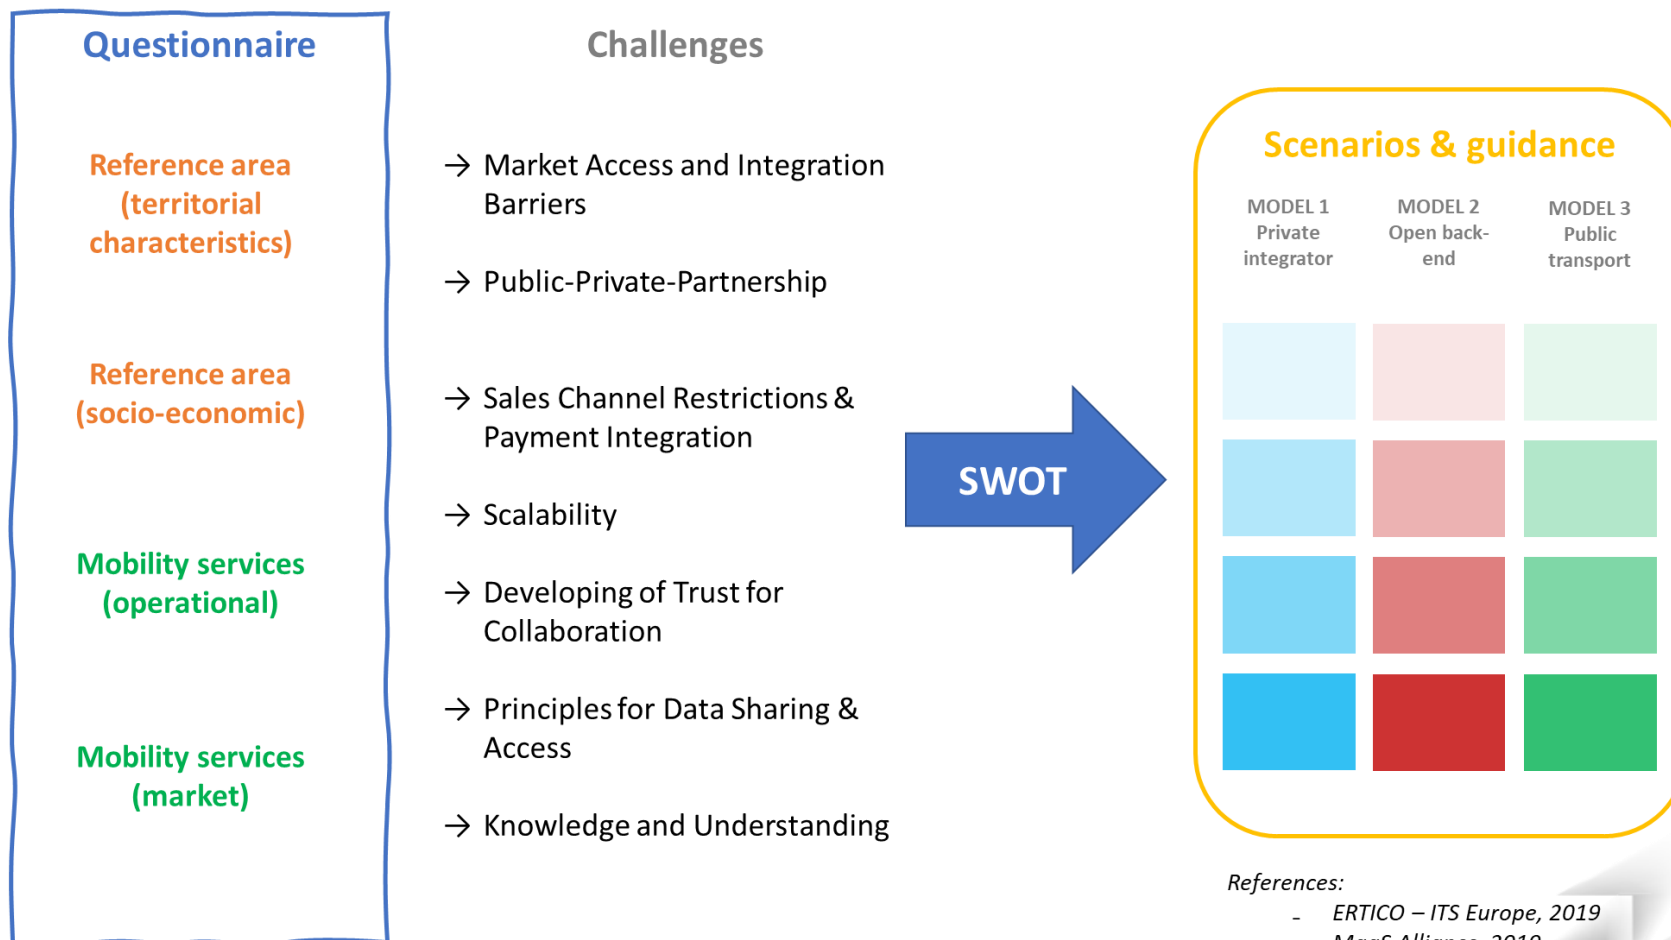 Questionnaire
Reference area
(territorial
characteristics)
Reference area
(socio-economic)
Mobility services
(operational)
Mobility services
(market)
Challenges
→ Market Access and Integration
Barriers
→ Public-Private-Partnership
→ Sales Channel Restrictions &
Payment Integration
→ Scalability
→ Developing of Trust for
Collaboration
→ Principles for Data Sharing &
Access
→ Knowledge and Understanding
SWOT
Scenarios & guidance
MODEL 1
Private
integrator
MODEL 2
Open back-
end
MODEL 3
Public
transport
References:
- ERTICO – ITS Europe, 2019
MaaS Alliance, 2019